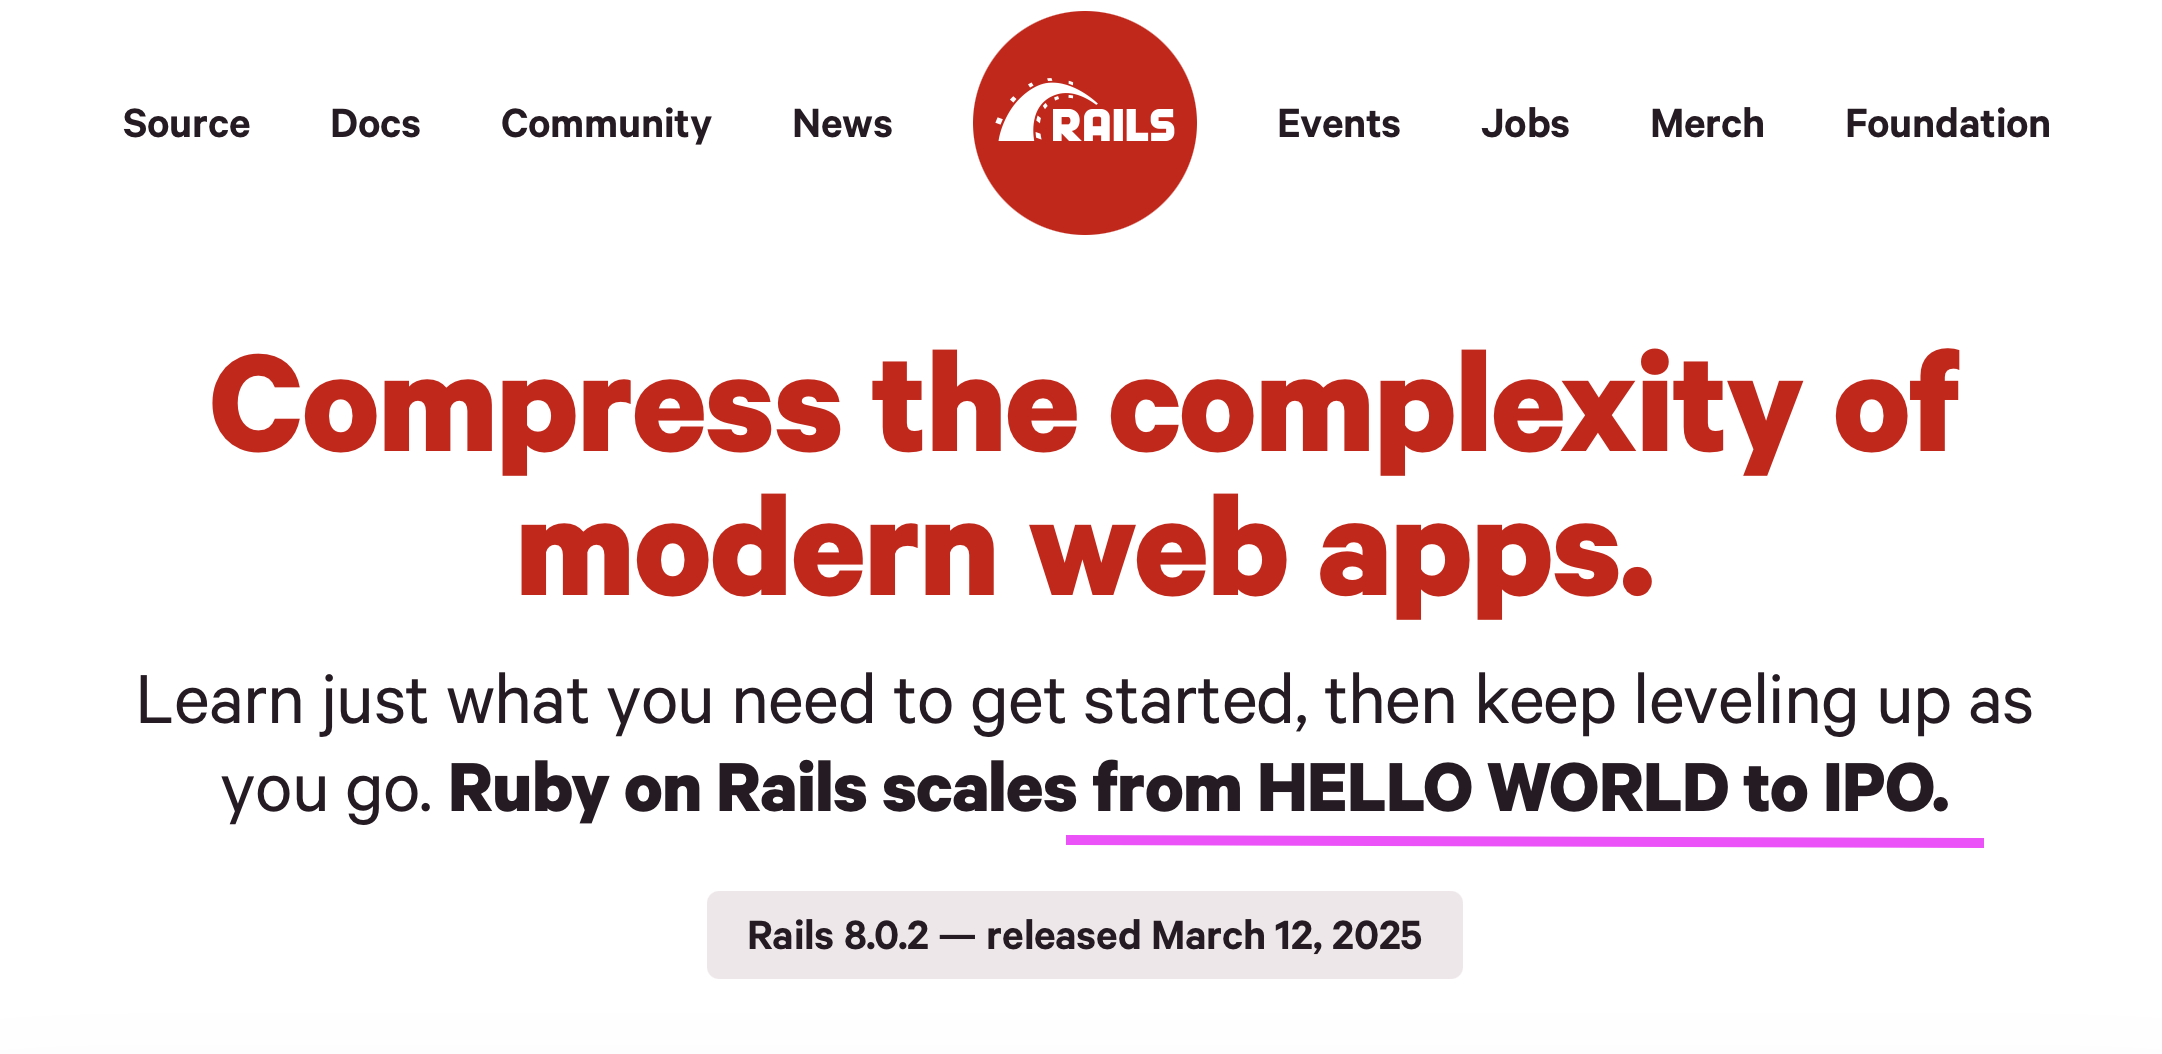 Source Docs Community News RAILS Events Jobs Merch Foundation
Compress the complexity of
modern web apps.
Learn just what you need to get started, then keep leveling up as
you go. Ruby on Rails scales from HELLO WORLD to IPO.
Rails 8.0.2 — released March 12, 2025